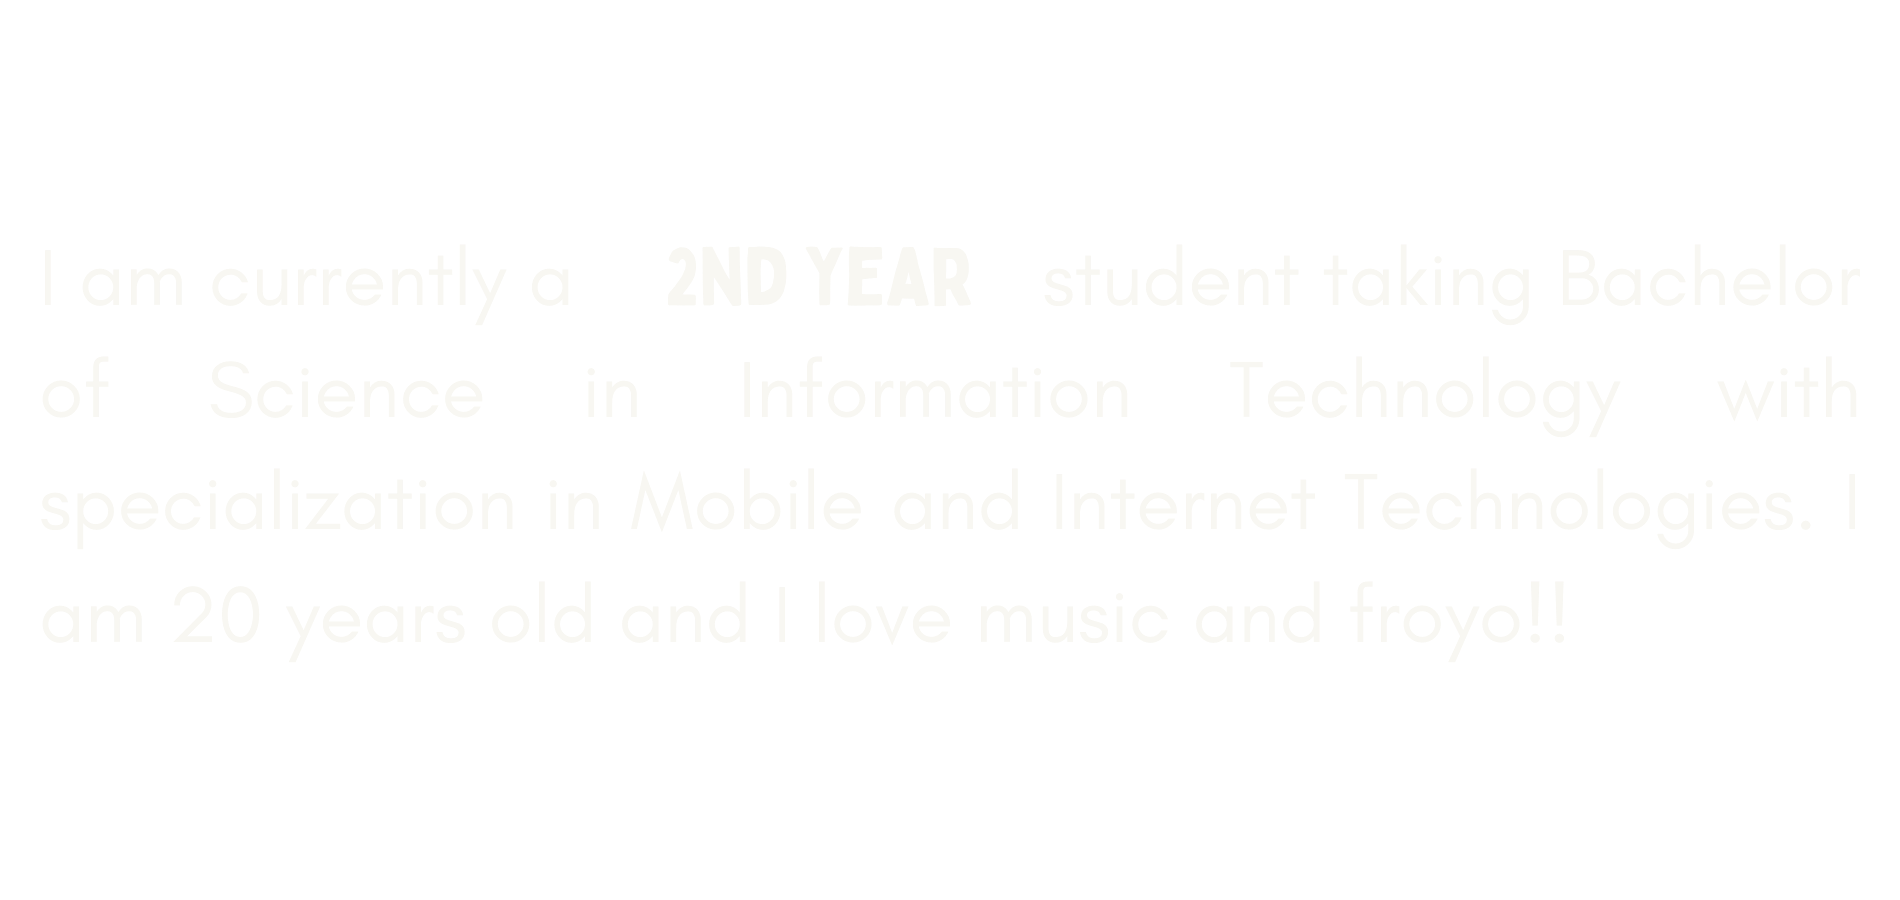 I am currently a 2ND YEAR student taking Bachelor
of Science in Information Technology with
specialization in Mobile and Internet Technologies. I
am 20 years old and I love music and froyo!!